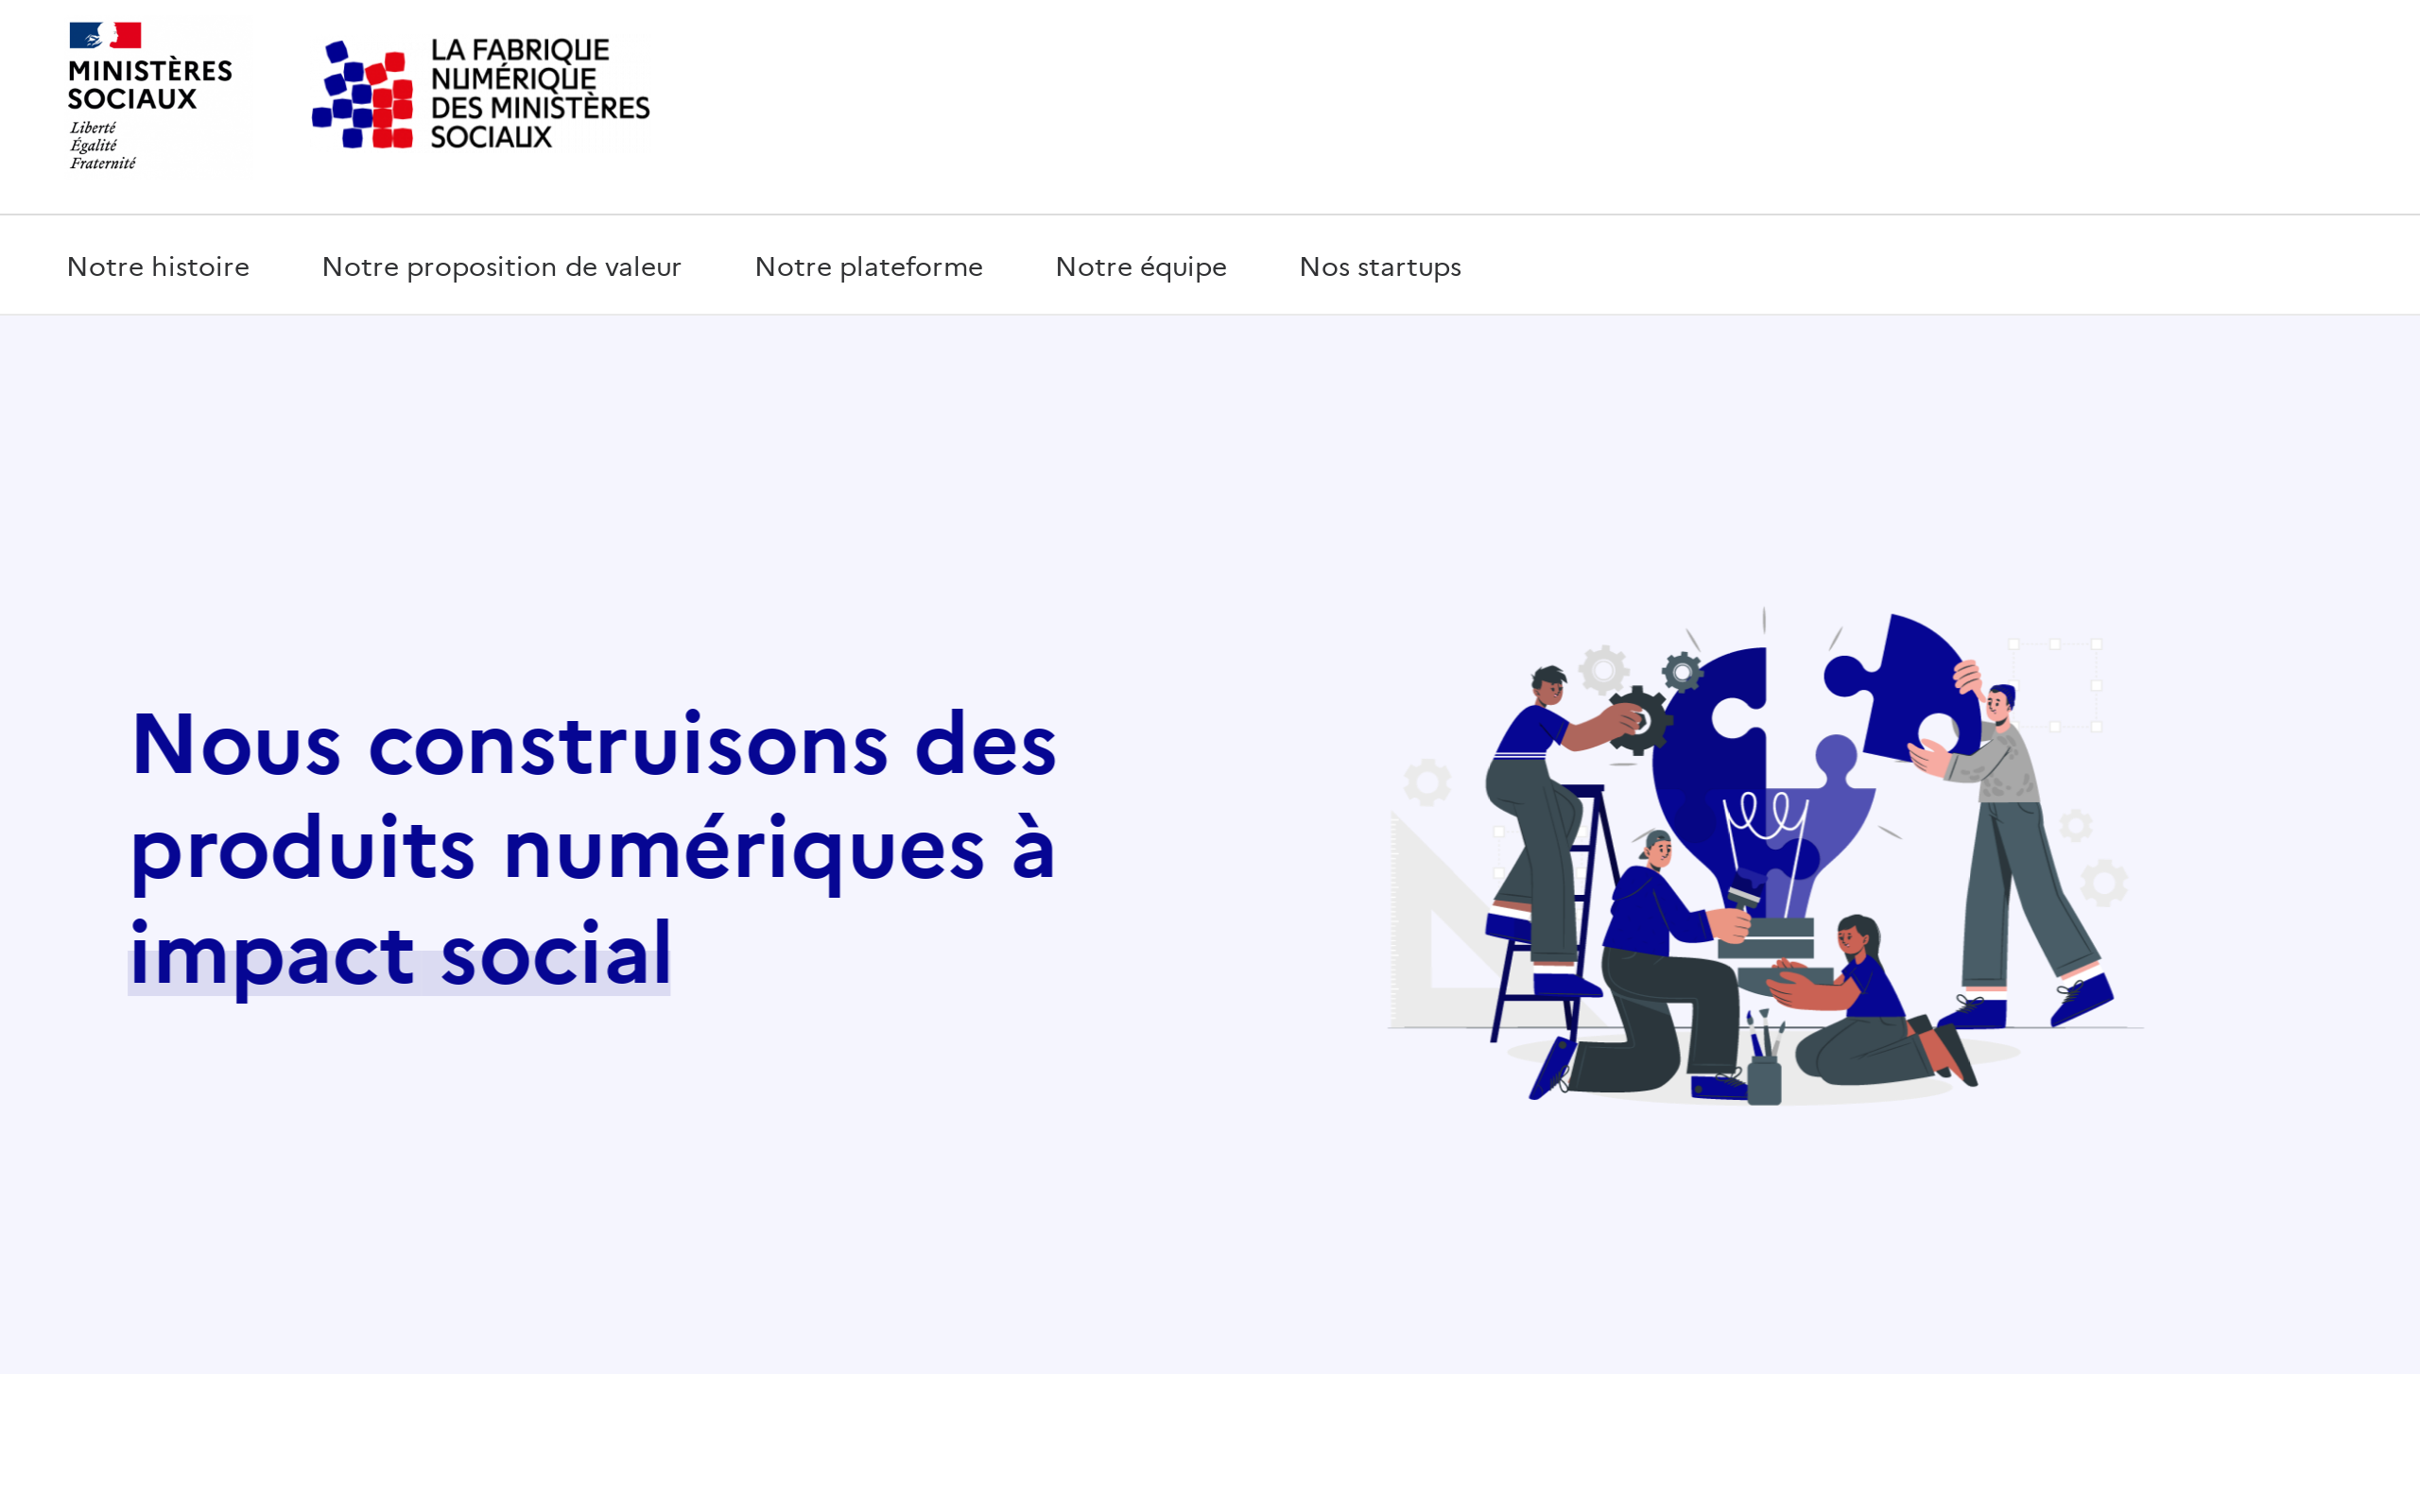 MINISTÈRES
SOCIAUX
Liberté
Égalité
Fraternité
LA FABRIQUE
NUMÉRIQUE
DES MINISTÈRES
SOCIAUX
Notre histoire
Notre proposition de valeur
Notre plateforme
Notre équipe
Nos startups
Nous construisons des
produits numériques à
impact social